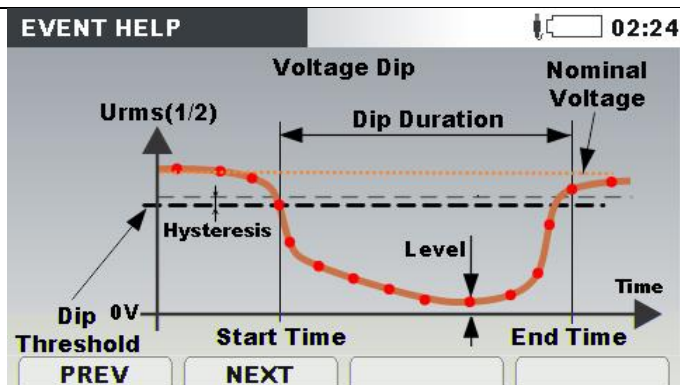 EVENT HELP
02:24
Voltage Dip
Nominal
Voltage
Urms(1/2)
Dip Duration
Hysteresis
Level
Time
Dip
Threshold
0V
Start Time
End Time
PREV
NEXT